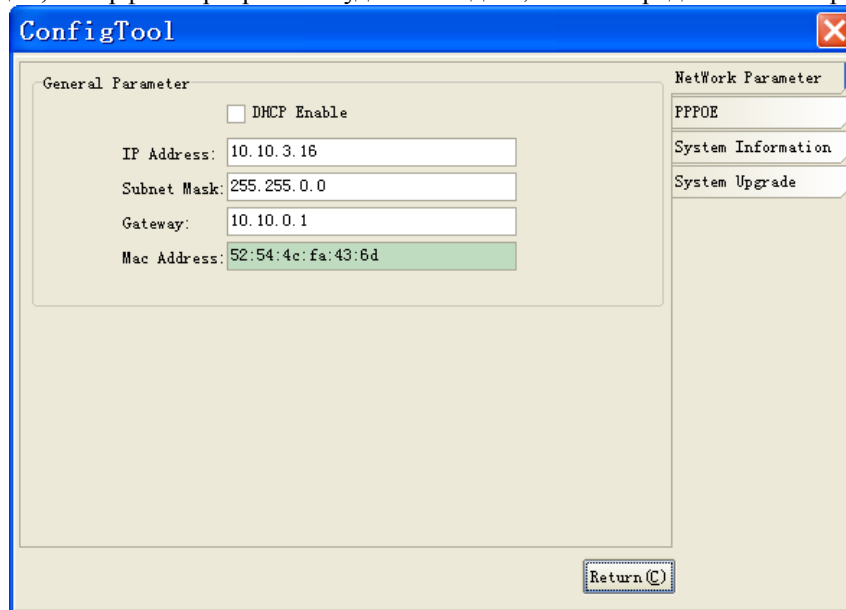 ConfigTool
General Parameter
DHCP Enable
IP Address: 10.10.3.16
Subnet Mask: 255.255.0.0
Gateway: 10.10.0.1
Mac Address: 52:54:4c:fa:43:6d
NetWork Parameter
PPPOE
System Information
System Upgrade
Return(C)